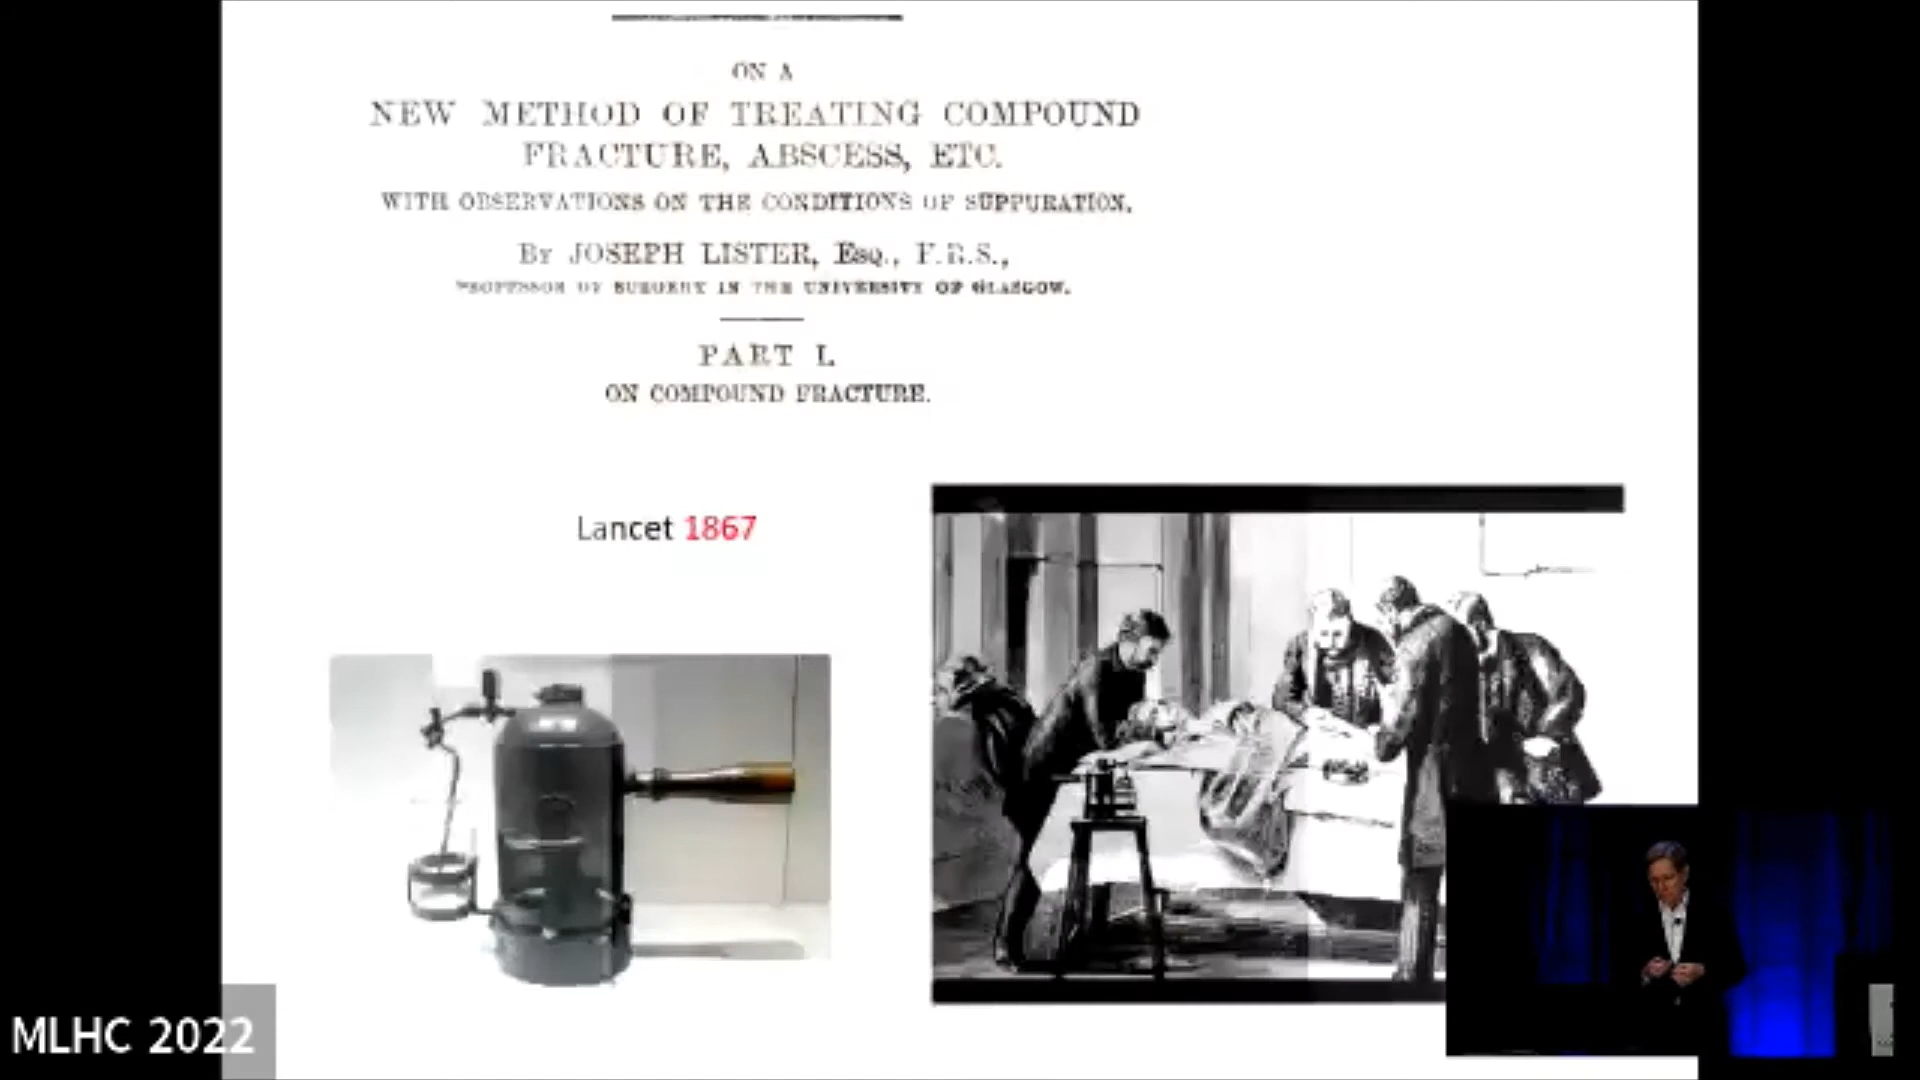 ON A
NEW METHOD OF TREATING COMPOUND
FRACTURE, ABSCESS, ETC.
WITH OBSERVATIONS ON THE CONDITIONS OF SUPPURATION.
By JOSEPH LISTER, Esq., F.R.S.,
PROFESSOR OF SURGERY IN THE UNIVERSITY OF GLASGOW.
PART I.
ON COMPOUND FRACTURE.
Lancet 1867
MLHC 2022